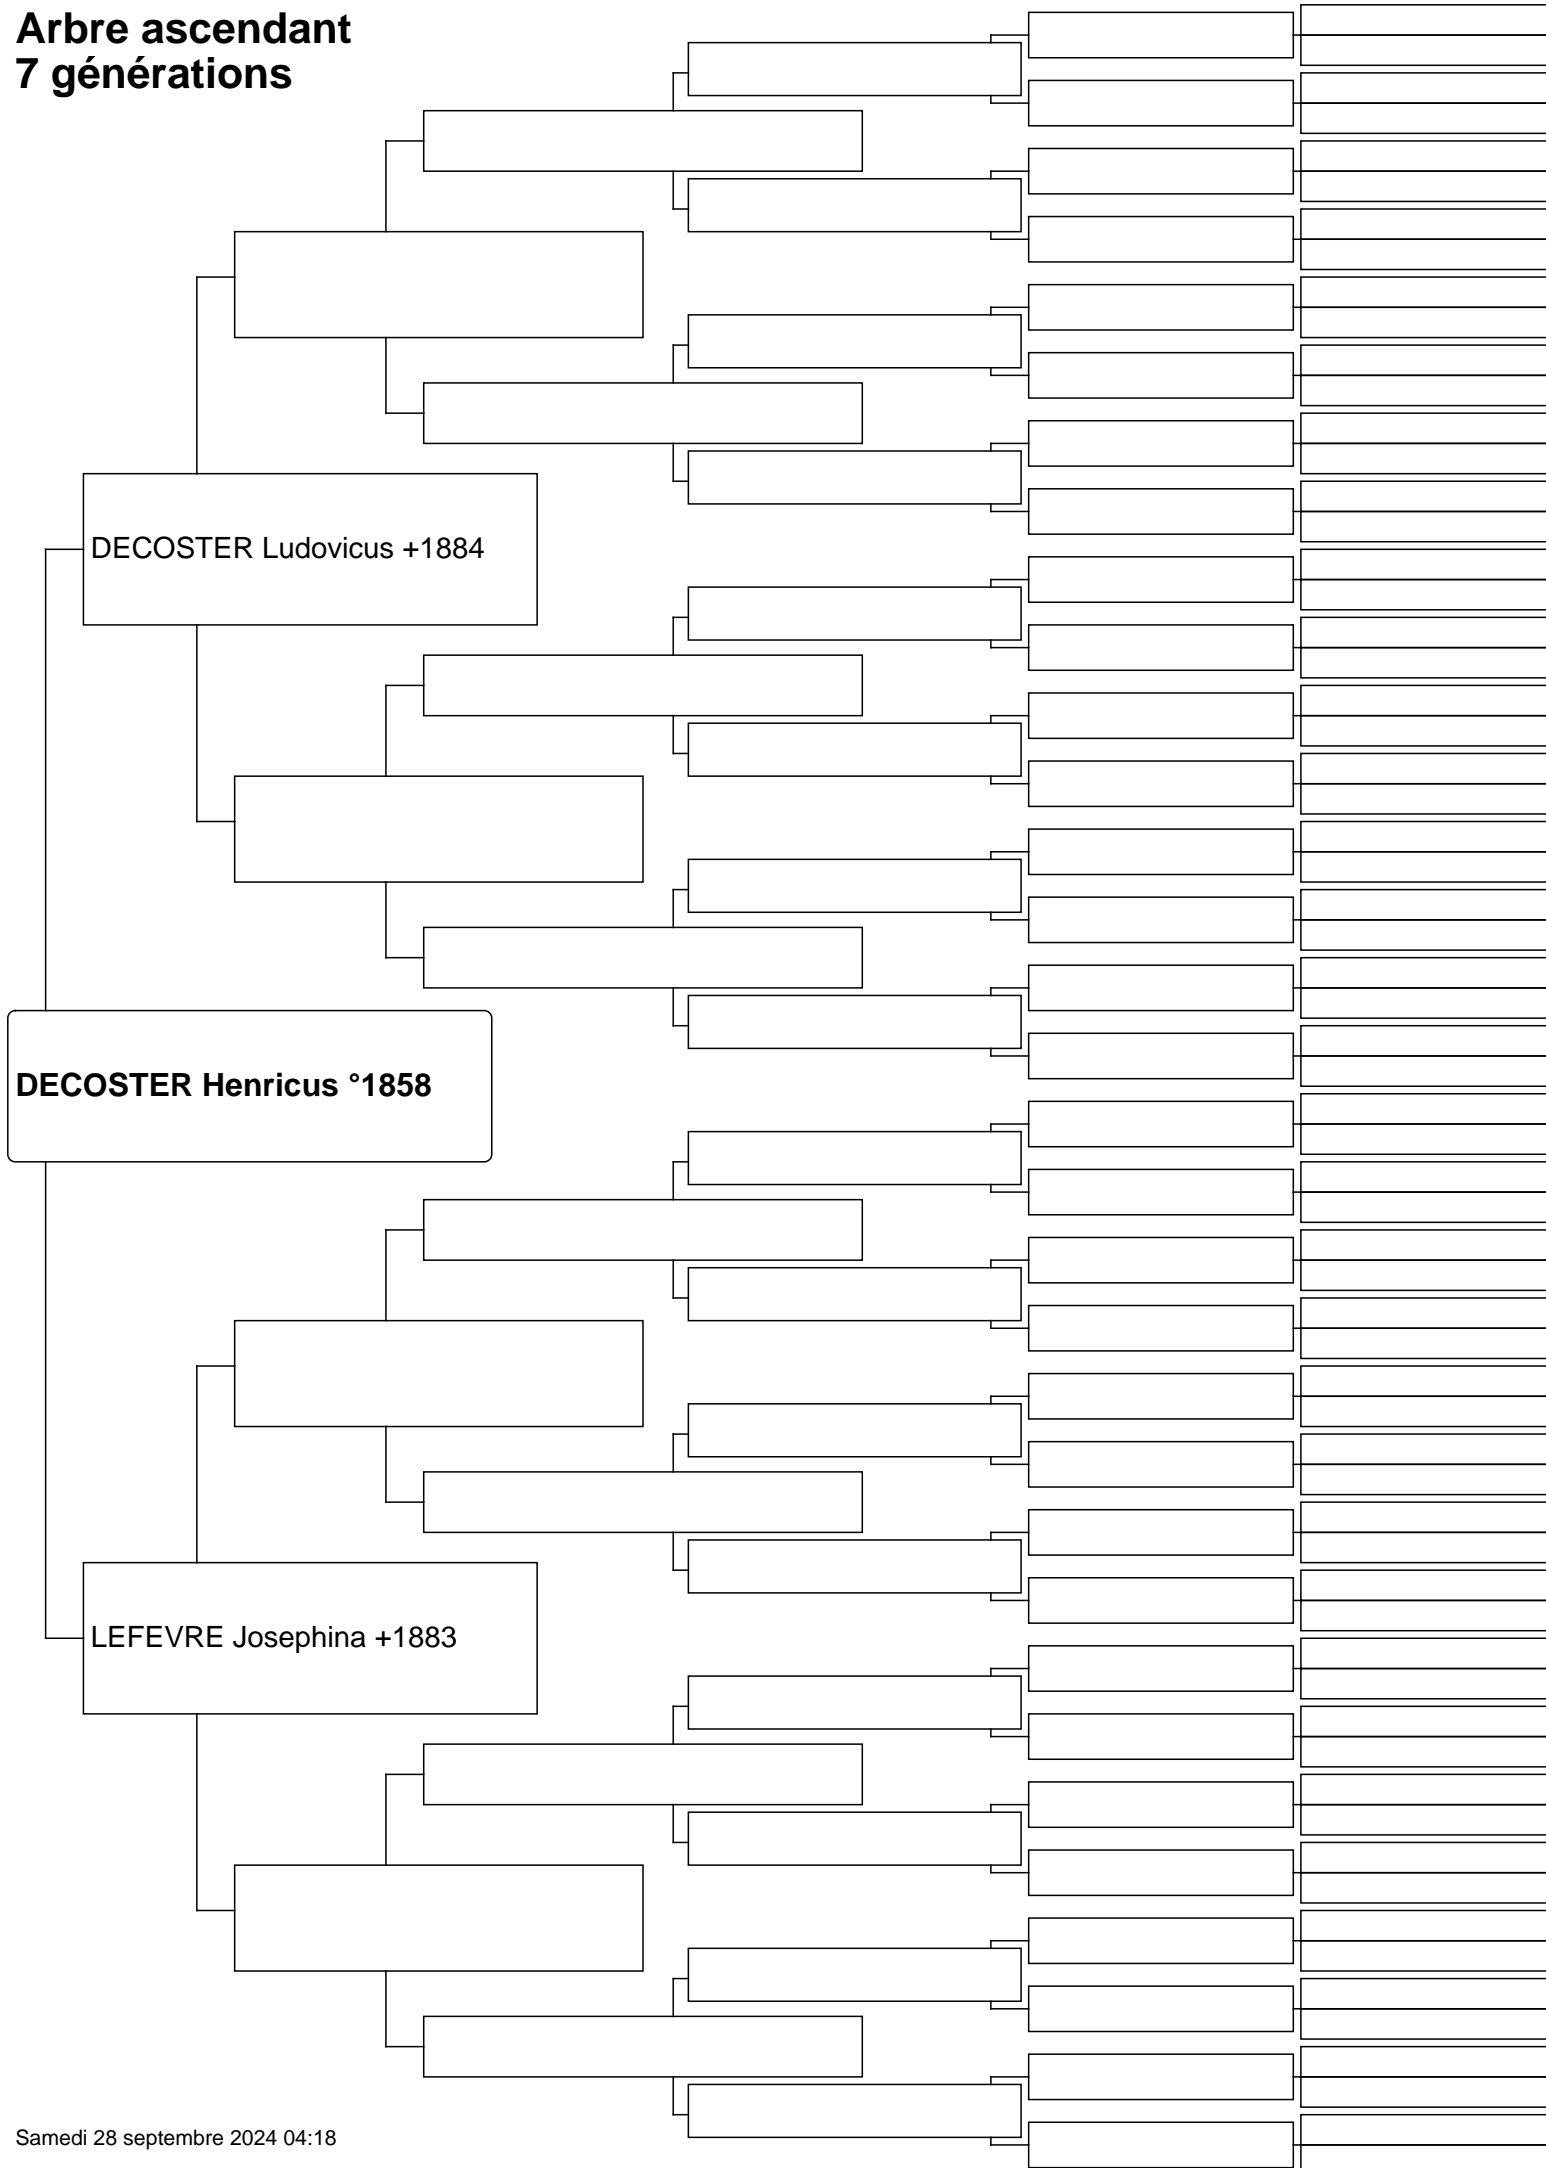 Arbre ascendant
7 générations
DECOSTER Ludovicus +1884
DECOSTER Henricus °1858
LEFEVRE Josephina +1883
Samedi 28 septembre 2024 04:18